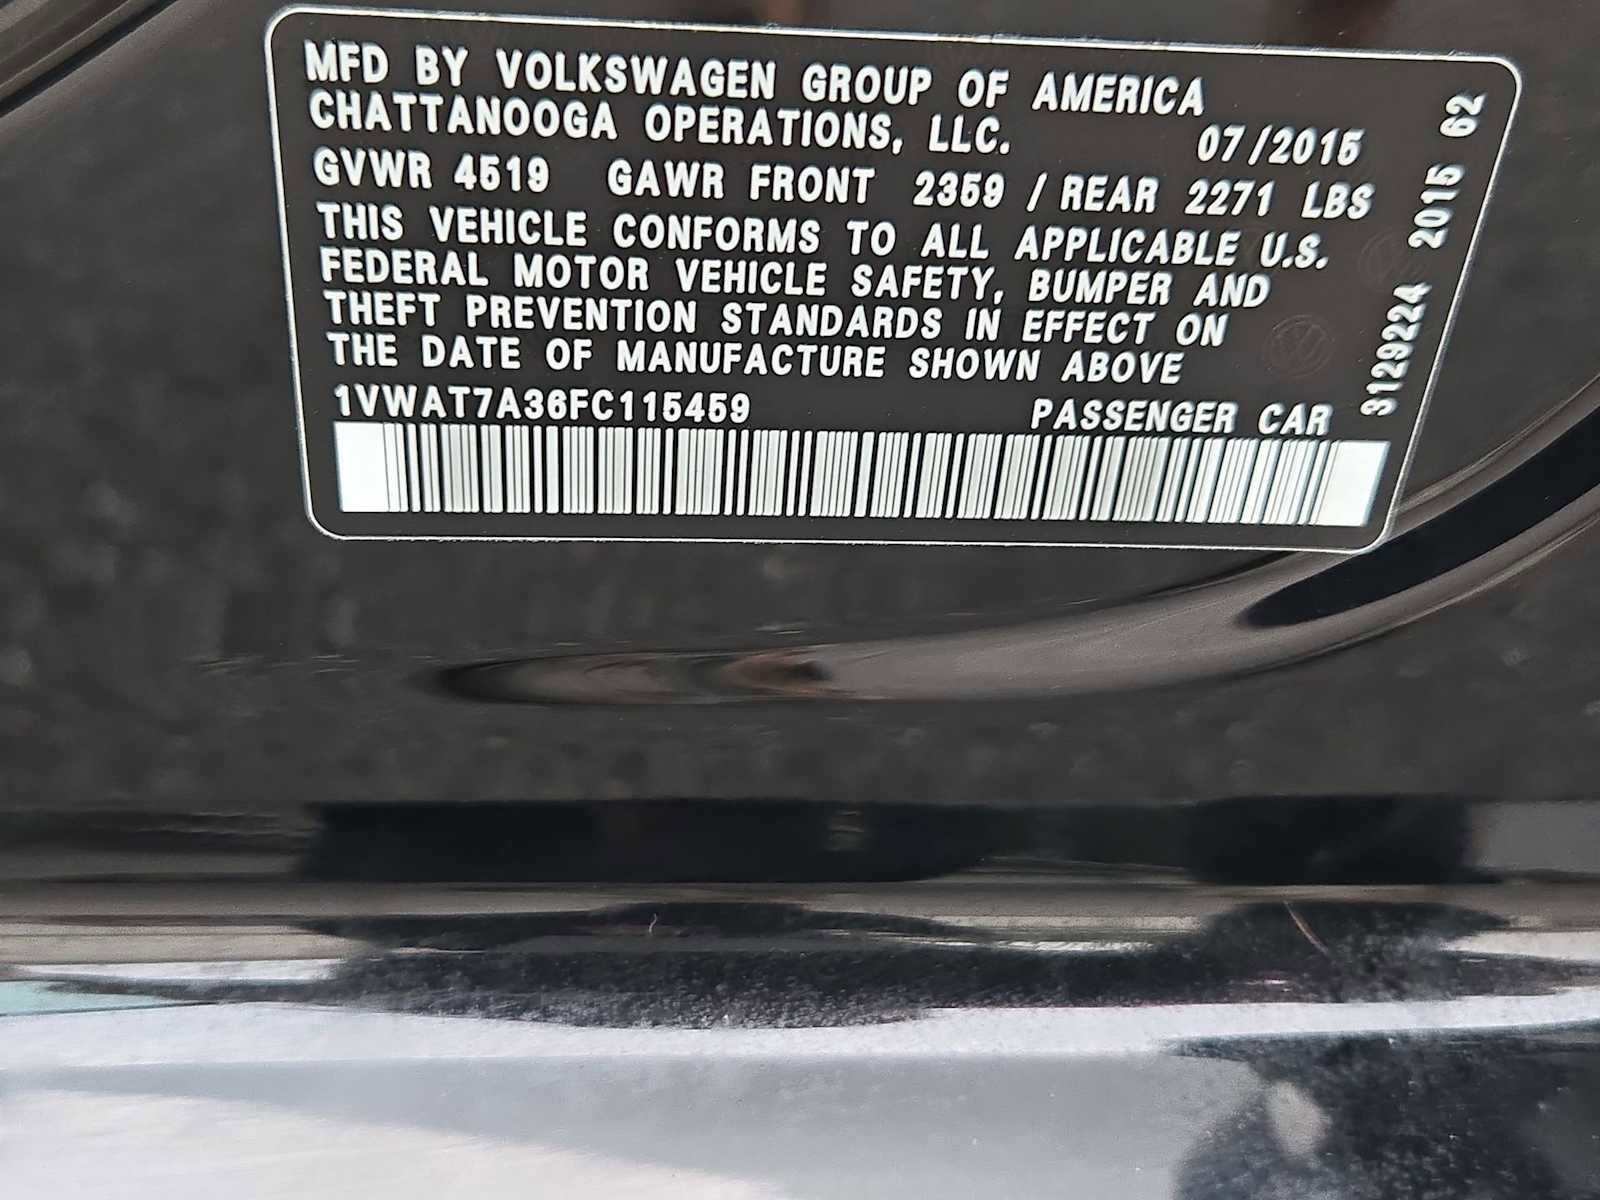 MFD BY VOLKSWAGEN GROUP OF AMERICA
CHATTANOOGA OPERATIONS, LLC. 07/2015
GVWR 4519 GAWR FRONT 2359 / REAR 2271 LBS
THIS VEHICLE CONFORMS TO ALL APPLICABLE U.S.
FEDERAL MOTOR VEHICLE SAFETY, BUMPER AND
THEFT PREVENTION STANDARDS IN EFFECT ON
THE DATE OF MANUFACTURE SHOWN ABOVE
1VWAT7A36FC115459 PASSENGER CAR
3129224 2015 62